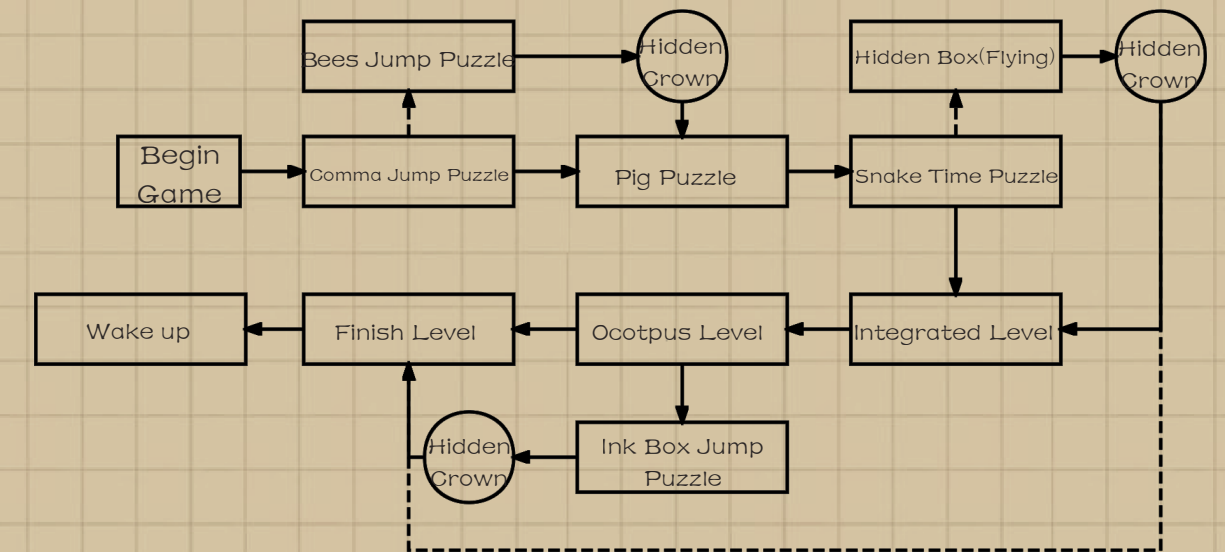 Bees Jump Puzzle
Hidden
Crown
Hidden Box(Flying)
Hidden
Crown
Begin
Game
Comma Jump Puzzle
Pig Puzzle
Snake Time Puzzle
Wake up
Finish Level
Ocotpus Level
Integrated Level
Hidden
Crown
Ink Box Jump
Puzzle